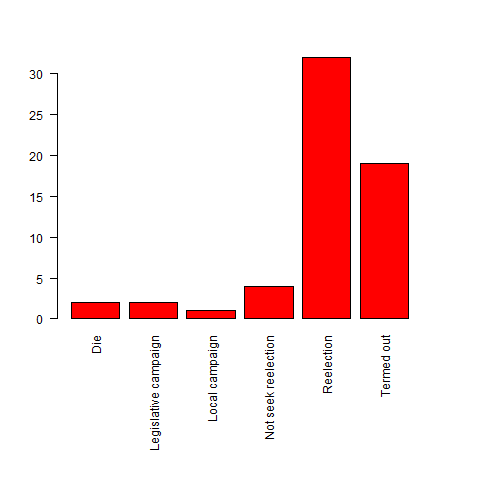 30
25
20
15
10
5
0
Die
Legislative campaign
Local campaign
Not seek reelection
Reelection
Termed out